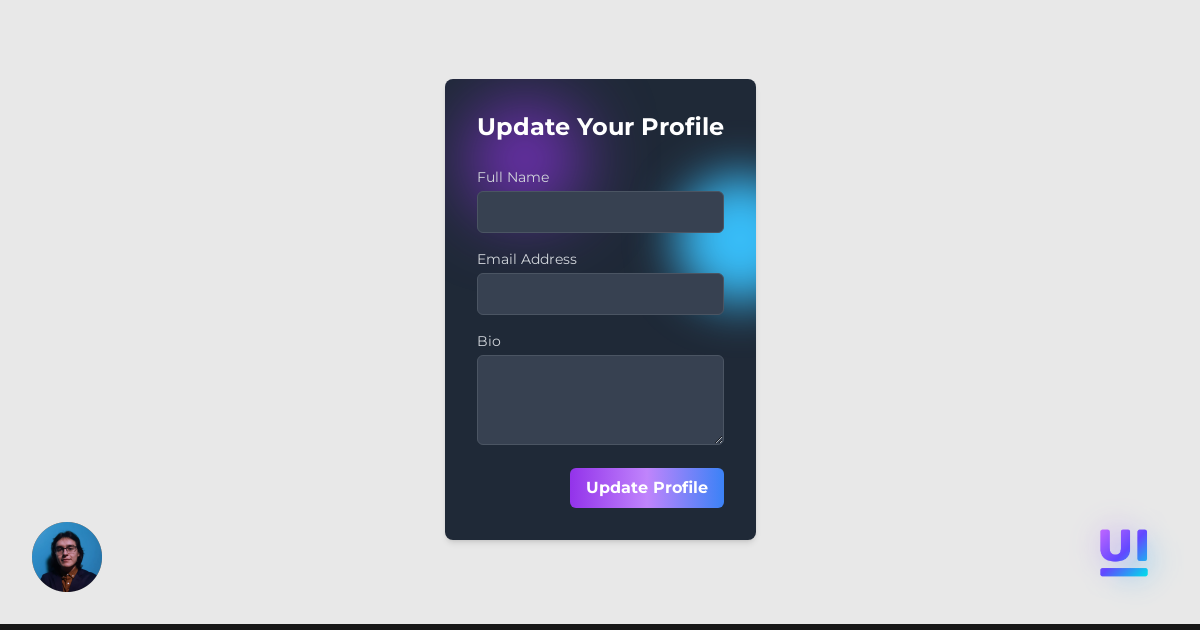 Update Your Profile
Full Name
Email Address
Bio
Update Profile
UI